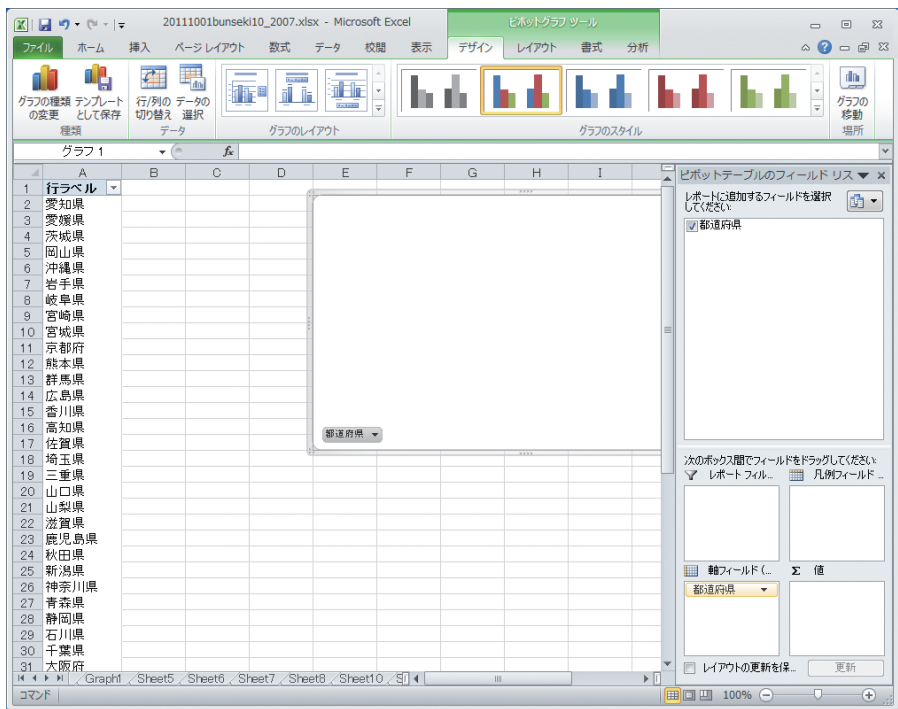 20111001bunseki10_2007.xlsx - Microsoft Excel
ピボットグラフ ツール
ファイル ホーム 挿入 ページ レイアウト 数式 データ 校閲 表示 デザイン レイアウト 書式 分析
グラフの種類の変更 テンプレートとして保存 行/列の切り替え データの選択 グラフの移動
種類 データ グラフのレイアウト グラフのスタイル 場所
グラフ 1 fx
A B C D E F G H I
1 行ラベル
2 愛知県
3 愛媛県
4 茨城県
5 岡山県
6 沖縄県
7 岩手県
8 岐阜県
9 宮崎県
10 宮城県
11 京都府
12 熊本県
13 群馬県
14 広島県
15 香川県
16 高知県
17 佐賀県
18 埼玉県
19 三重県
20 山口県
21 山梨県
22 滋賀県
23 鹿児島県
24 秋田県
25 新潟県
26 神奈川県
27 青森県
28 静岡県
29 石川県
30 千葉県
31 大阪府
都道府県
ピボットテーブルのフィールド リス
レポートに追加するフィールドを選択
してください:
都道府県
次のボックス間でフィールドをドラッグしてください:
レポート フィル... 凡例フィールド ...
軸フィールド (... Σ 値
都道府県
レイアウトの更新を保... 更新
Graph1 Sheet5 Sheet6 Sheet7 Sheet8 Sheet10
コマンド 100%